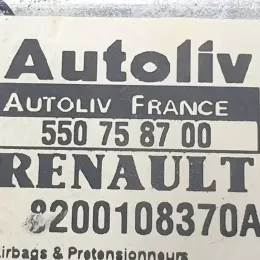 Autoliv
AUTOLIV FRANCE
550 75 87 00
RENAULT
8200108370A
Airbags & Pretensionneurs